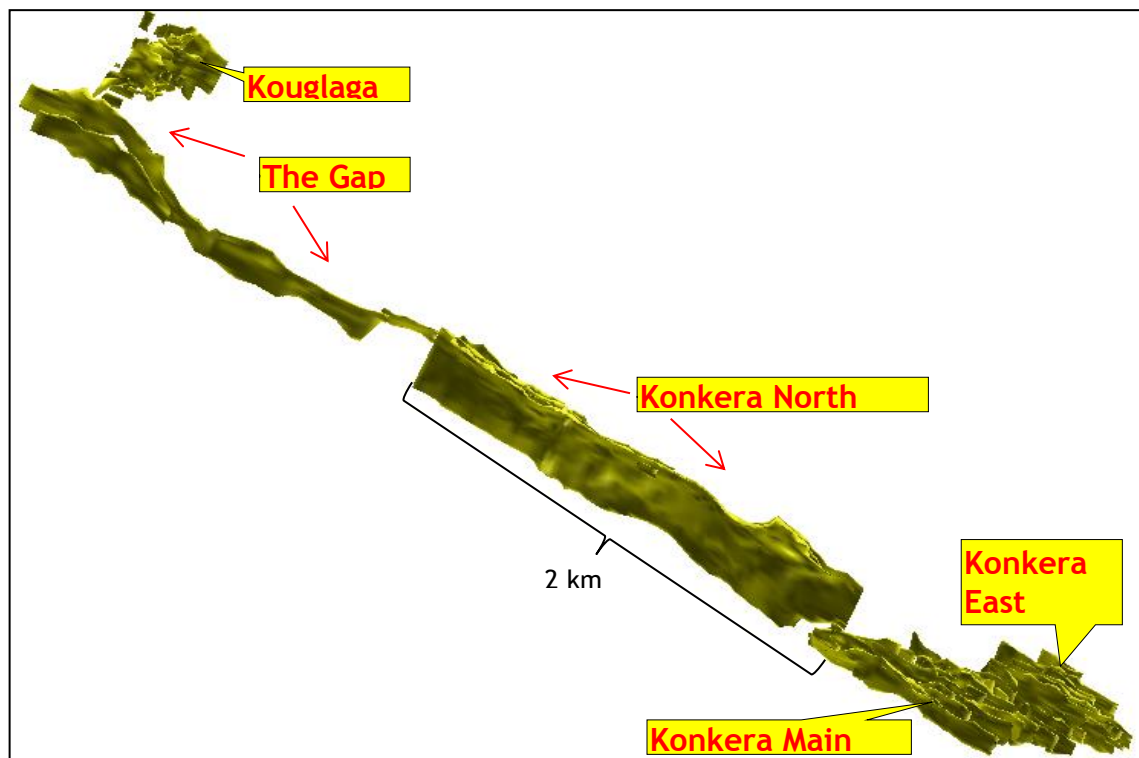 Kouglaga
The Gap
Konkera North
2 km
Konkera
East
Konkera Main